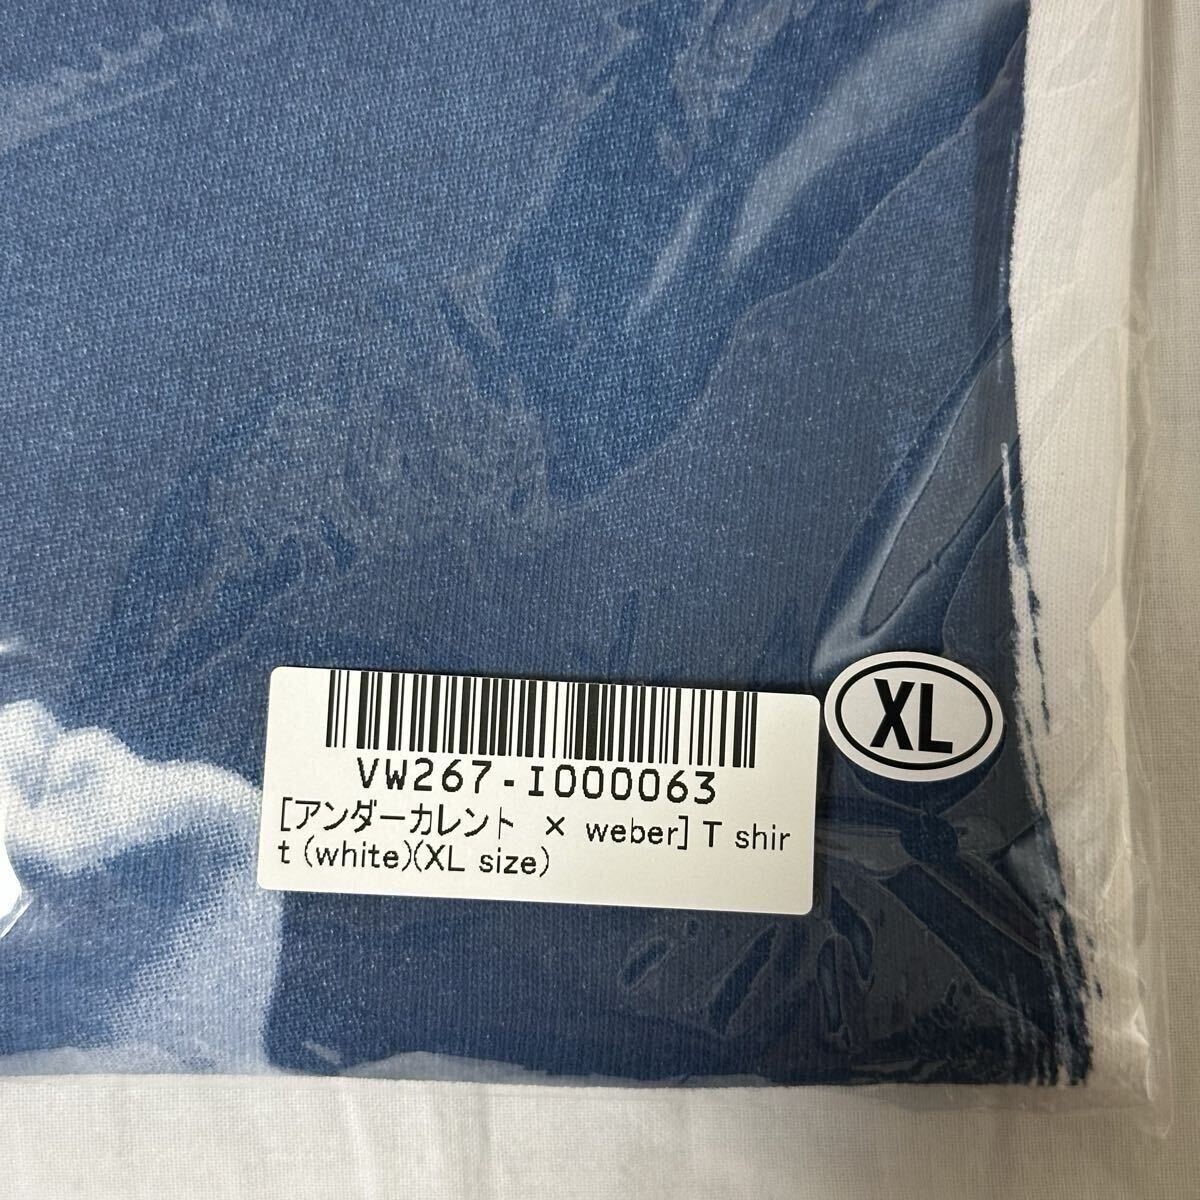 VW267-I000063
[アンダーカレント × weber] T shir
t (white)(XL size)
XL